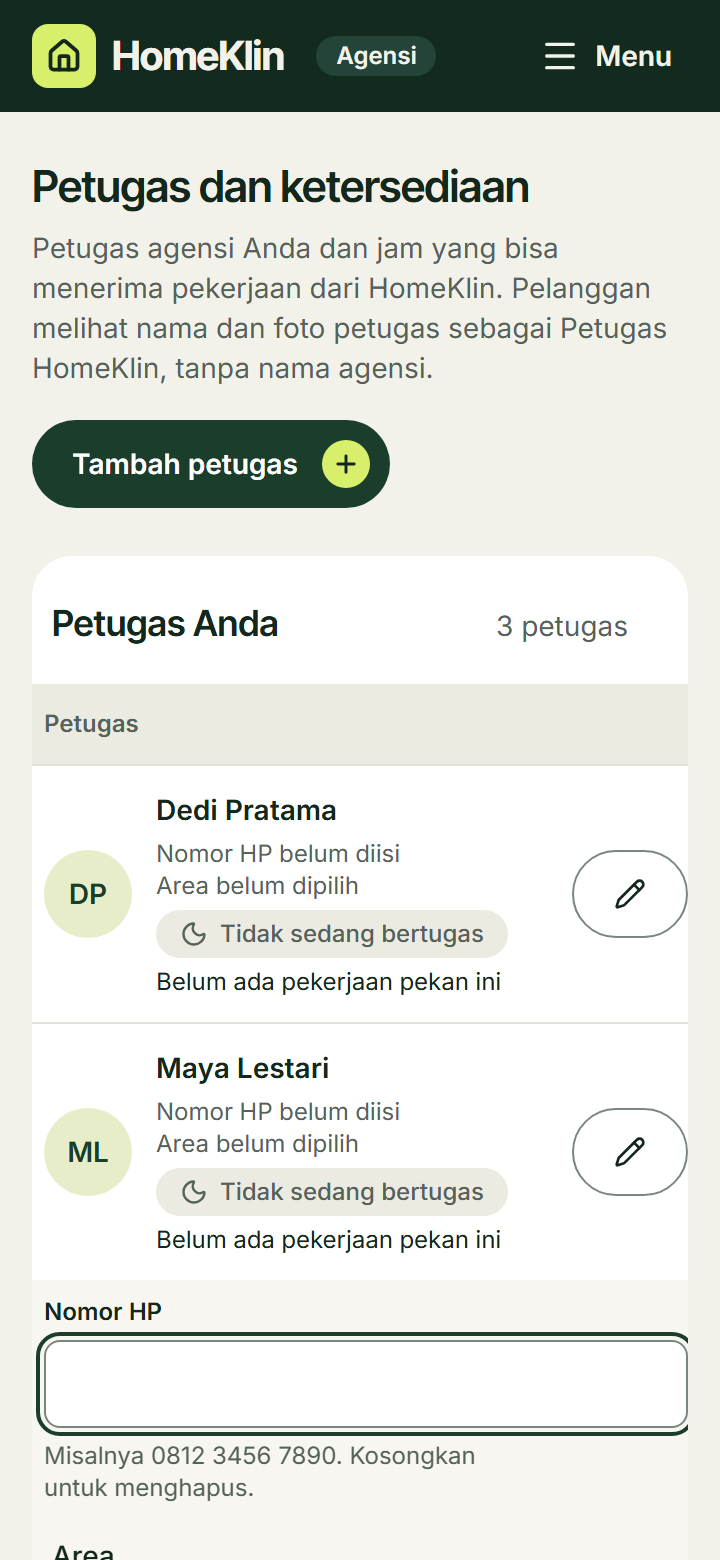 HomeKlin
Agensi
Menu
Petugas dan ketersediaan
Petugas agensi Anda dan jam yang bisa
menerima pekerjaan dari HomeKlin. Pelanggan
melihat nama dan foto petugas sebagai Petugas
HomeKlin, tanpa nama agensi.
Tambah petugas
Petugas Anda
3 petugas
Petugas
DP
Dedi Pratama
Nomor HP belum diisi
Area belum dipilih
Tidak sedang bertugas
Belum ada pekerjaan pekan ini
ML
Maya Lestari
Nomor HP belum diisi
Area belum dipilih
Tidak sedang bertugas
Belum ada pekerjaan pekan ini
Nomor HP
Misalnya 0812 3456 7890. Kosongkan
untuk menghapus.
Area